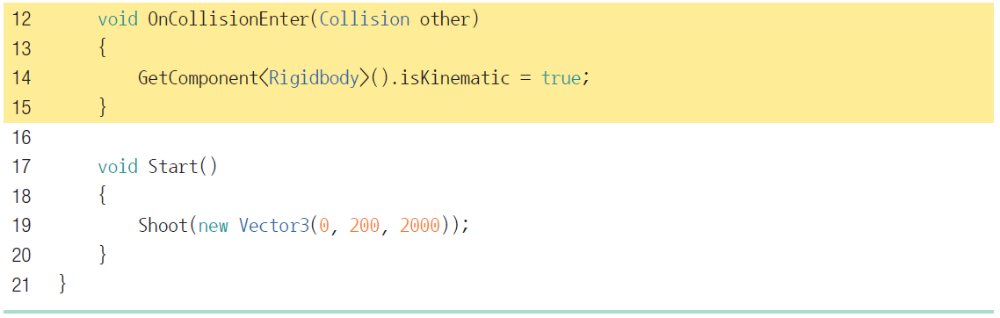 12 void OnCollisionEnter(Collision other)
13 {
14 GetComponent<Rigidbody>().isKinematic = true;
15 }
16
17 void Start()
18 {
19 Shoot(new Vector3(0, 200, 2000));
20 }
21 }